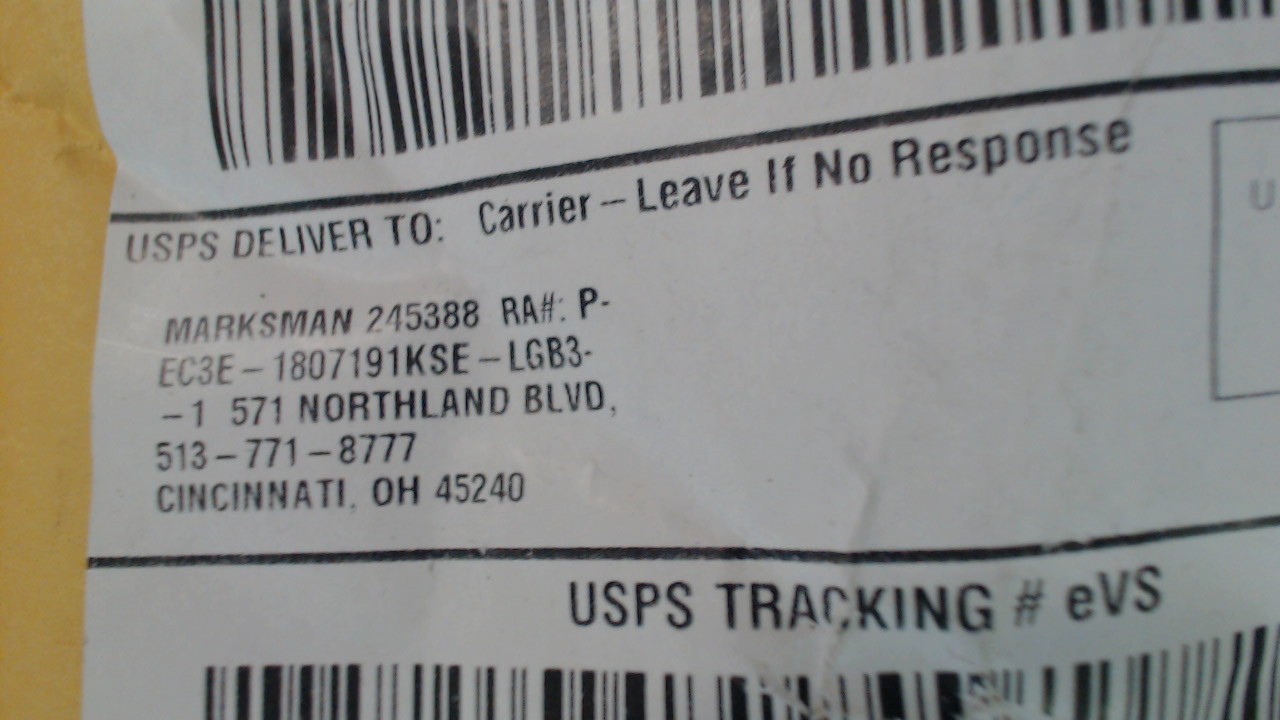 USPS DELIVER TO: Carrier – Leave If No Response
U
MARKSMAN 245388 RA#: P-
EC3E – 1807191KSE – LGB3-
– 1 571 NORTHLAND BLVD,
513 – 771 – 8777
CINCINNATI, OH 45240
USPS TRACKING # eVS